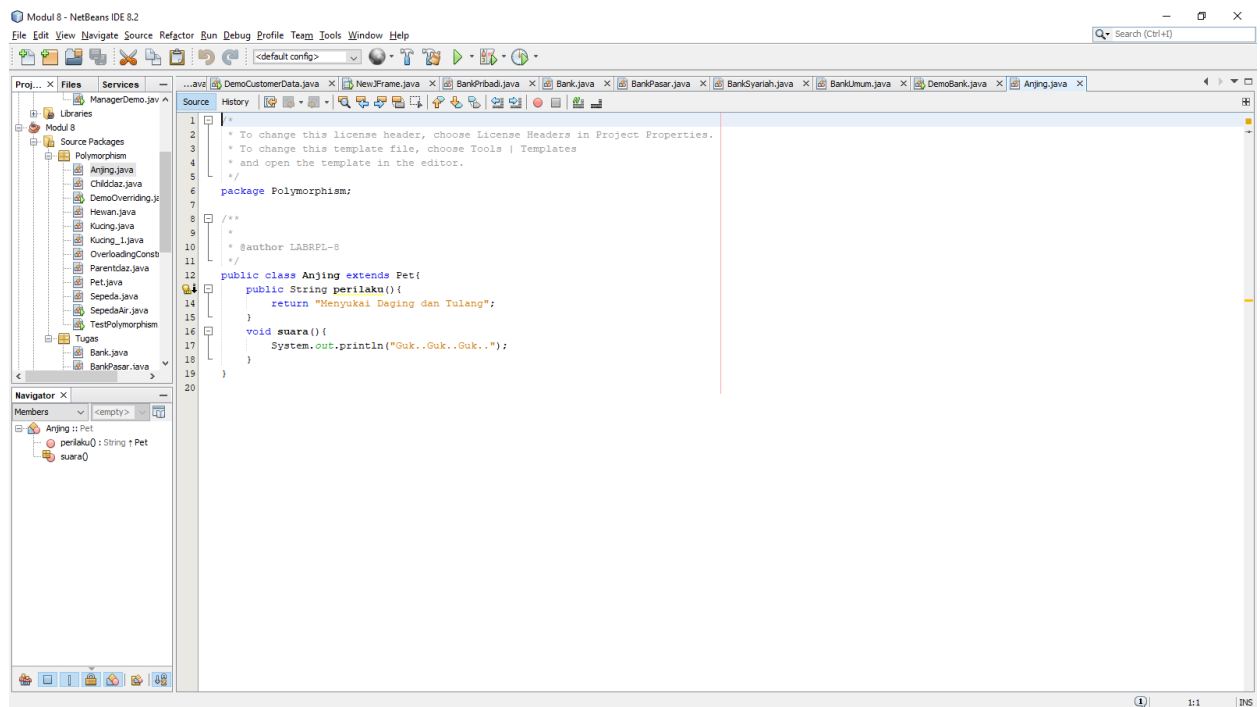 Modul 8 - NetBeans IDE 8.2
File Edit View Navigate Source Refactor Run Debug Profile Team Tools Window Help
Search (Ctrl+I)
<default config>
Proj... Files Services
...ava DemoCustomerData.java NewJFrame.java BankPribadi.java Bank.java BankPasar.java BankSyariah.java BankUmum.java DemoBank.java Anjing.java
Source History
ManagerDemo.jav
Libraries
Modul 8
Source Packages
Polymorphism
Anjing.java
Childclaz.java
DemoOverriding.ja
Hewan.java
Kucing.java
Kucing_1.java
OverloadingConstr
Parentclaz.java
Pet.java
Sepeda.java
SepedaAir.java
TestPolymorphism
Tugas
Bank.java
BankPasar.java
1 /*
2 * To change this license header, choose License Headers in Project Properties.
3 * To change this template file, choose Tools | Templates
4 * and open the template in the editor.
5 */
6 package Polymorphism;
7
8 /**
9 *
10 * @author LABRPL-8
11 */
12 public class Anjing extends Pet{
public String perilaku(){
14 return "Menyukai Daging dan Tulang";
15 }
16 void suara(){
17 System.out.println("Guk..Guk..Guk..");
18 }
19 }
20
Navigator
Members <empty>
Anjing :: Pet
perilaku() : String ↑ Pet
suara()
1 1:1 INS